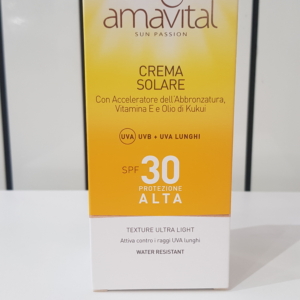 amavital
SUN PASSION
CREMA
SOLARE
Con Acceleratore dell'Abbronzatura,
Vitamina E e Olio di Kukui
UVA UVB + UVA LUNGHI
SPF 30
PROTEZIONE
ALTA
TEXTURE ULTRA LIGHT
Attiva contro i raggi UVA lunghi
WATER RESISTANT